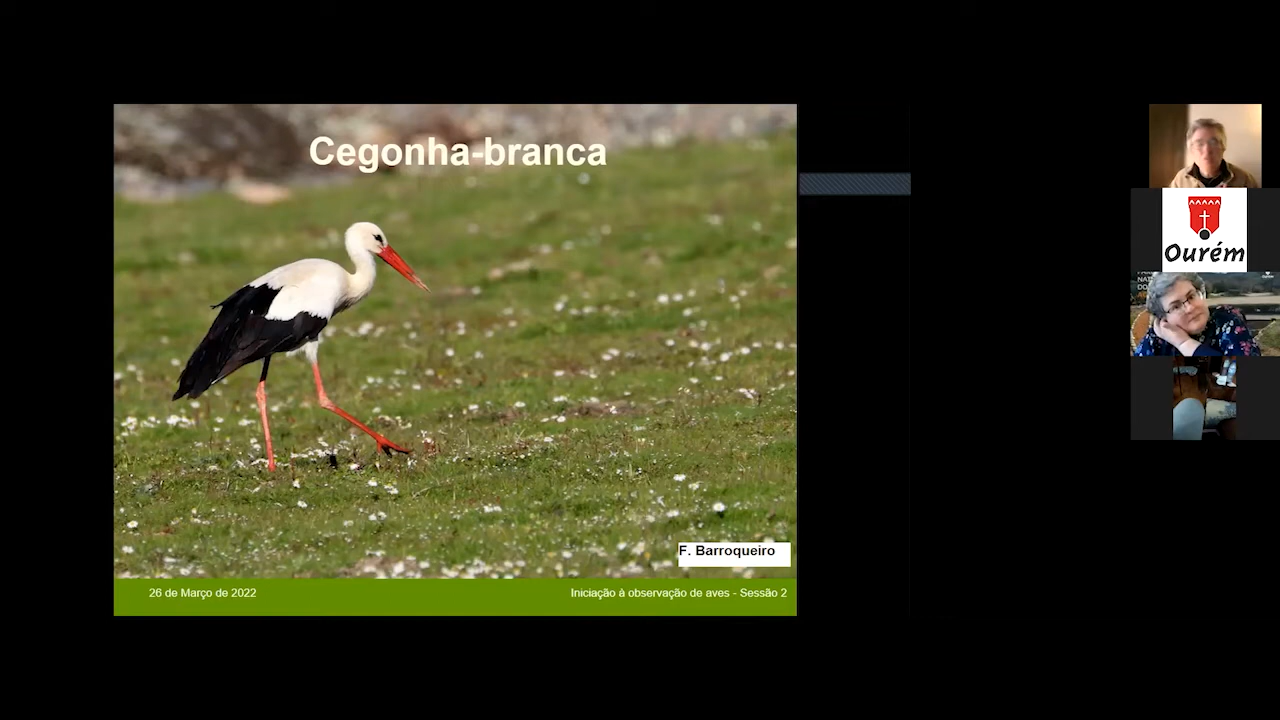 Cegonha-branca
F. Barroqueiro
26 de Março de 2022
Iniciação à observação de aves - Sessão 2
Ourém